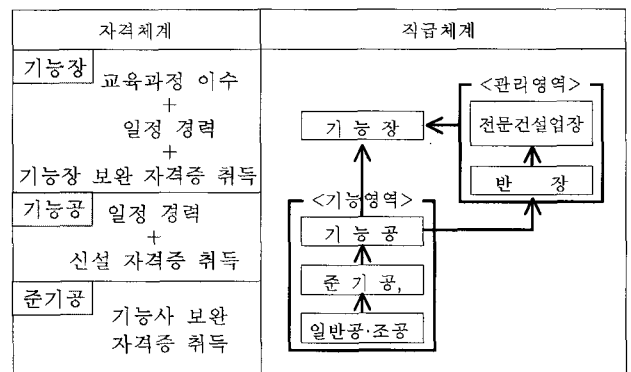 자격체계
직급체계
기능장
교육과정 이수
+
일정 경력
+
기능장 보완 자격증 취득
기능공
일정 경력
+
신설 자격증 취득
준기공
기능사 보완
자격증 취득
<관리영역>
전문건설업장
반 장
기 능 장
<기능영역>
기 능 공
준 기 공,
일반공·조공